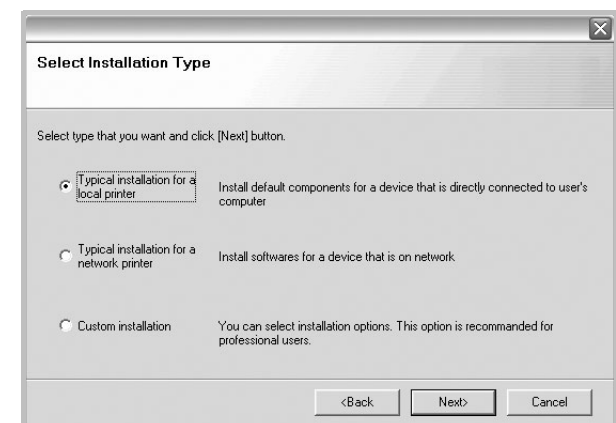 Select Installation Type
Select type that you want and click [Next] button.
Typical installation for a
local printer
Install default components for a device that is directly connected to user's
computer
Typical installation for a
network printer
Install softwares for a device that is on network
Custom installation
You can select installation options. This option is recommanded for
professional users.
<Back
Next>
Cancel